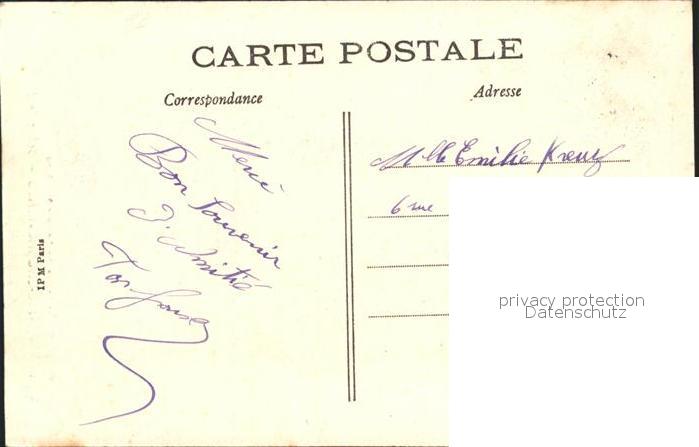 CARTE POSTALE
Correspondance
Adresse
Merci
Bon Souvenir
d'Amitié
Mlle Emilie Kreuz
6 rue
IPM Paris
privacy protection
Datenschutz